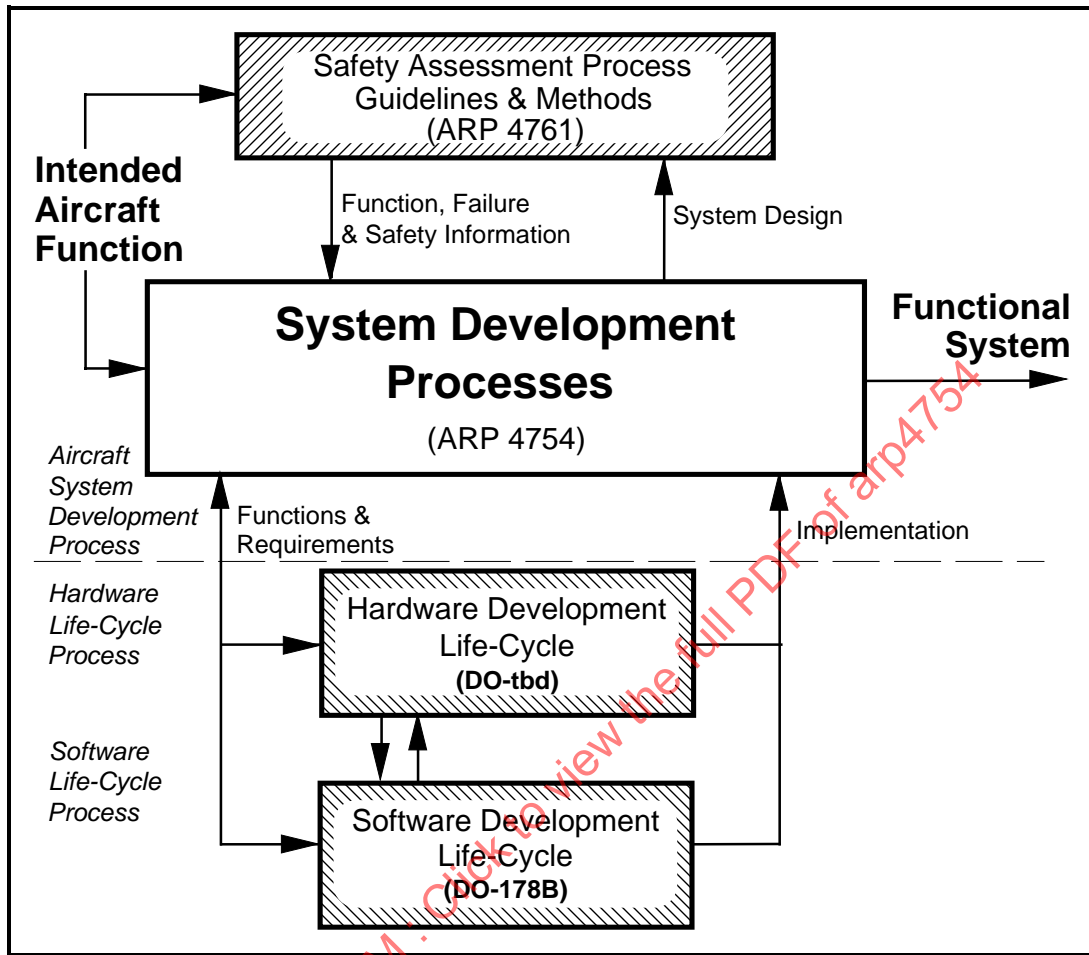 Safety Assessment Process
Guidelines & Methods
(ARP 4761)
Intended
Aircraft
Function
Function, Failure
& Safety Information
System Design
System Development
Processes
(ARP 4754)
Functional
System
Aircraft
System
Development
Process
Functions &
Requirements
Implementation
Hardware
Life-Cycle
Process
Hardware Development
Life-Cycle
(DO-tbd)
Software
Life-Cycle
Process
Software Development
Life-Cycle
(DO-178B)
M : Click to view the full PDF of arp4754